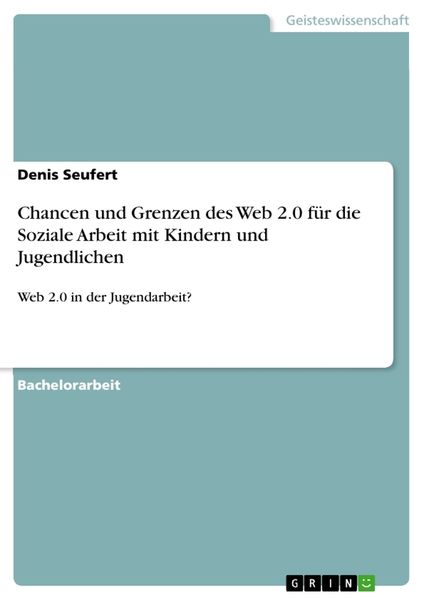 Geisteswissenschaft
Denis Seufert
Chancen und Grenzen des Web 2.0 für die
Soziale Arbeit mit Kindern und
Jugendlichen
Web 2.0 in der Jugendarbeit?
Bachelorarbeit
GRIN